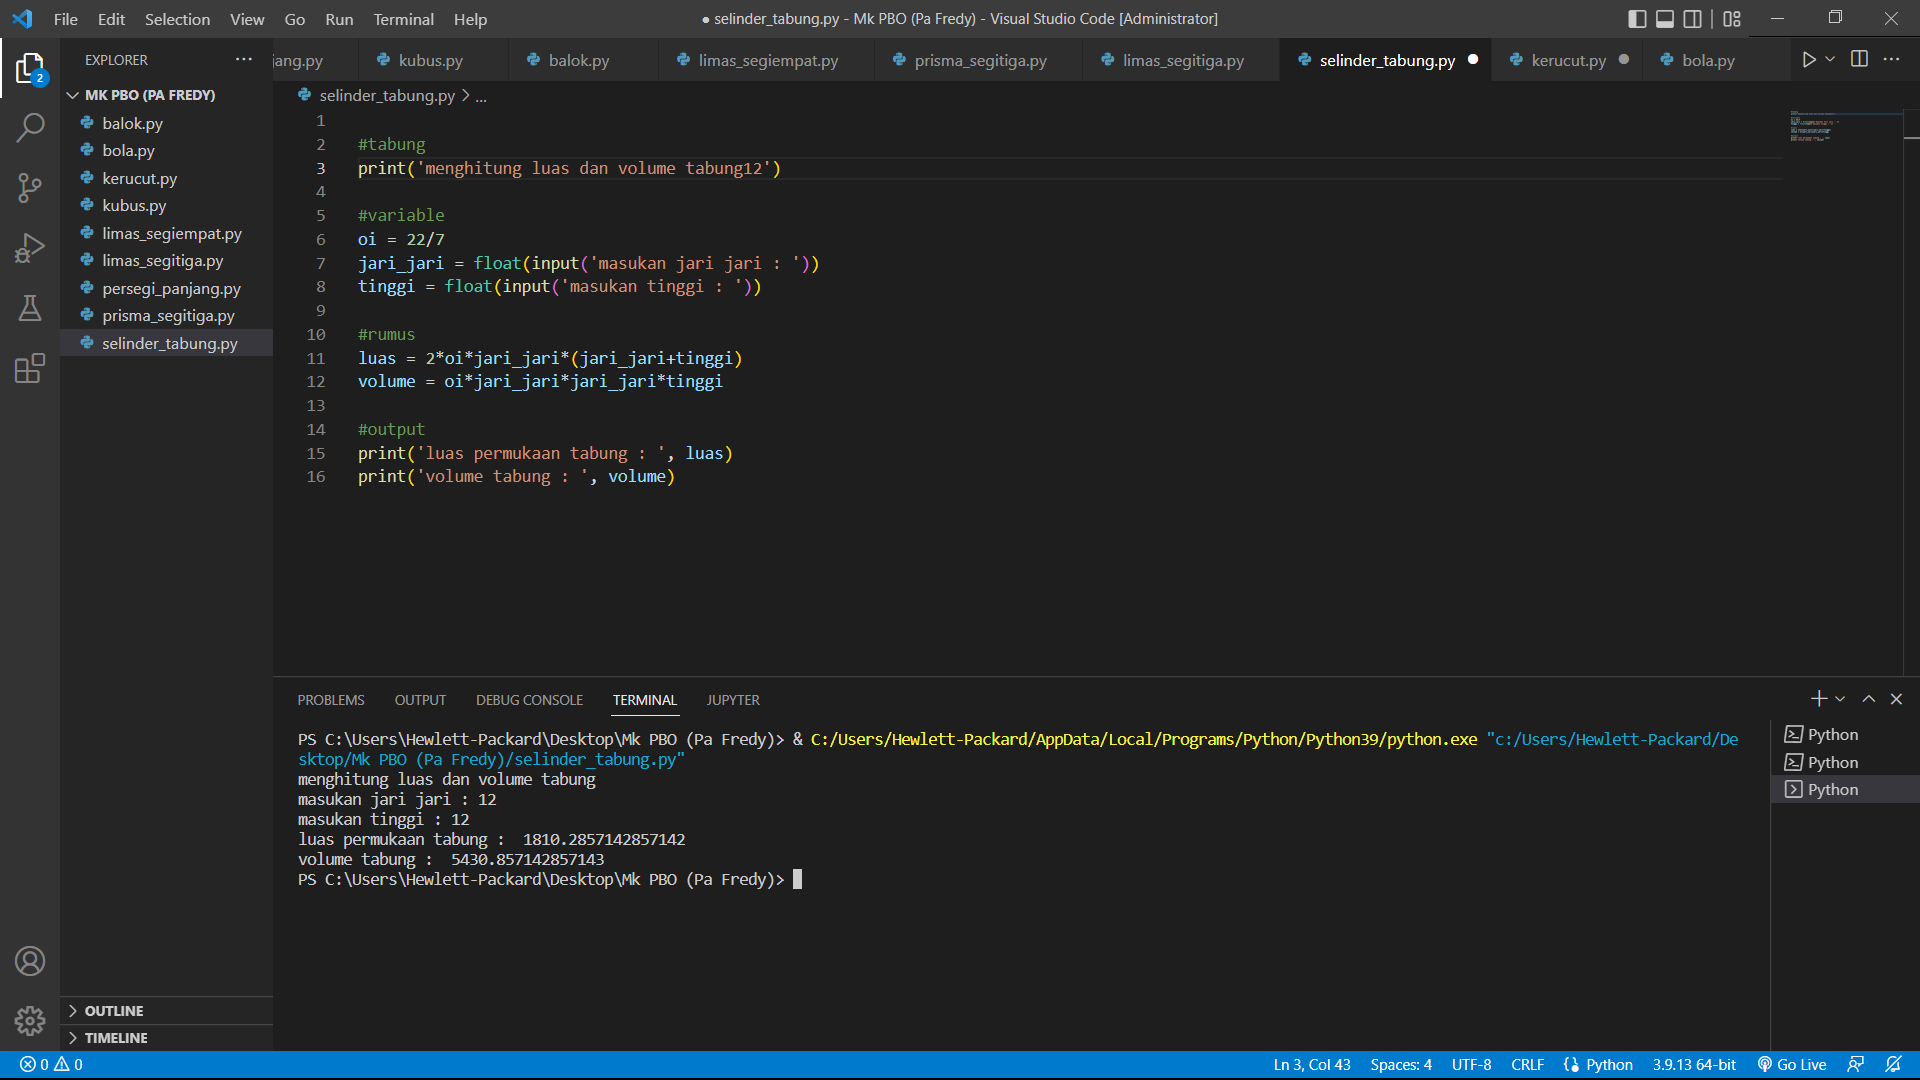 File Edit Selection View Go Run Terminal Help
● selinder_tabung.py - Mk PBO (Pa Fredy) - Visual Studio Code [Administrator]
EXPLORER
MK PBO (PA FREDY)
balok.py
bola.py
kerucut.py
kubus.py
limas_segiempat.py
limas_segitiga.py
persegi_panjang.py
prisma_segitiga.py
selinder_tabung.py
OUTLINE
TIMELINE
2
jang.py kubus.py balok.py limas_segiempat.py prisma_segitiga.py limas_segitiga.py selinder_tabung.py kerucut.py bola.py
selinder_tabung.py > ...
1
2 #tabung
3 print('menghitung luas dan volume tabung12')
4
5 #variable
6 oi = 22/7
7 jari_jari = float(input('masukan jari jari : '))
8 tinggi = float(input('masukan tinggi : '))
9
10 #rumus
11 luas = 2*oi*jari_jari*(jari_jari+tinggi)
12 volume = oi*jari_jari*jari_jari*tinggi
13
14 #output
15 print('luas permukaan tabung : ', luas)
16 print('volume tabung : ', volume)
PROBLEMS OUTPUT DEBUG CONSOLE TERMINAL JUPYTER
PS C:\Users\Hewlett-Packard\Desktop\Mk PBO (Pa Fredy)> & C:/Users/Hewlett-Packard/AppData/Local/Programs/Python/Python39/python.exe "c:/Users/Hewlett-Packard/De
sktop/Mk PBO (Pa Fredy)/selinder_tabung.py"
menghitung luas dan volume tabung
masukan jari jari : 12
masukan tinggi : 12
luas permukaan tabung :  1810.2857142857142
volume tabung :  5430.857142857143
PS C:\Users\Hewlett-Packard\Desktop\Mk PBO (Pa Fredy)>
Python
Python
Python
0 0 Ln 3, Col 43 Spaces: 4 UTF-8 CRLF Python 3.9.13 64-bit Go Live